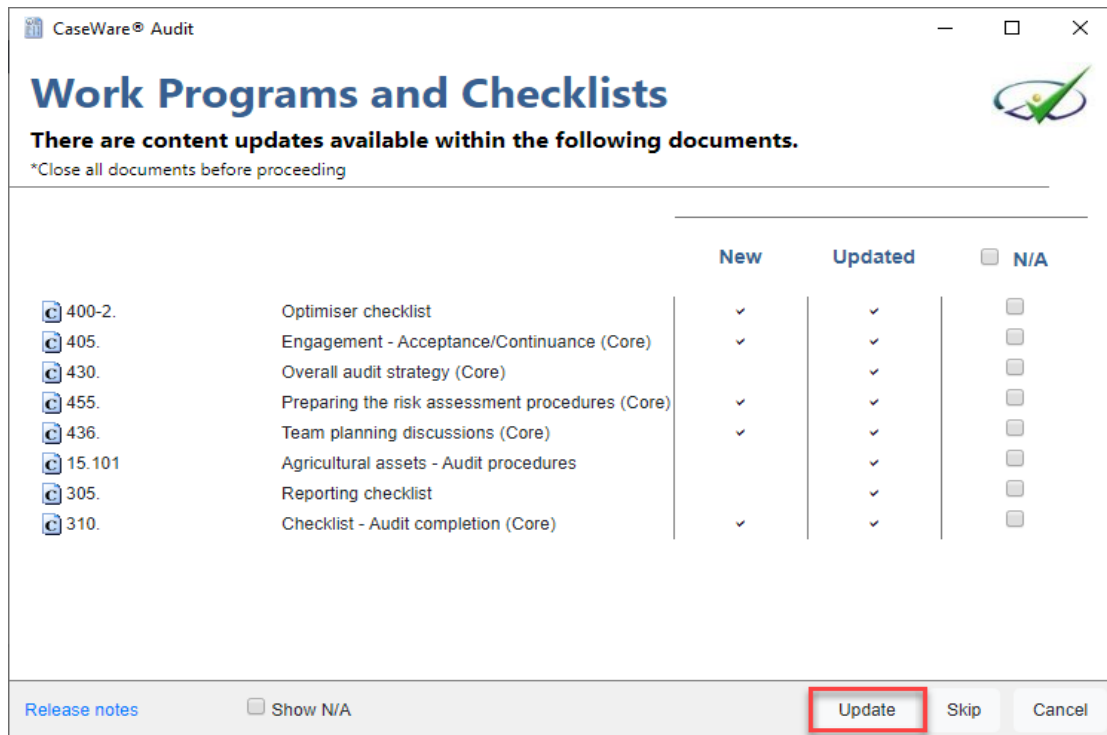 CaseWare® Audit
Work Programs and Checklists
There are content updates available within the following documents.
*Close all documents before proceeding
New Updated N/A
400-2. Optimiser checklist
405. Engagement - Acceptance/Continuance (Core)
430. Overall audit strategy (Core)
455. Preparing the risk assessment procedures (Core)
436. Team planning discussions (Core)
15.101 Agricultural assets - Audit procedures
305. Reporting checklist
310. Checklist - Audit completion (Core)
Release notes Show N/A Update Skip Cancel